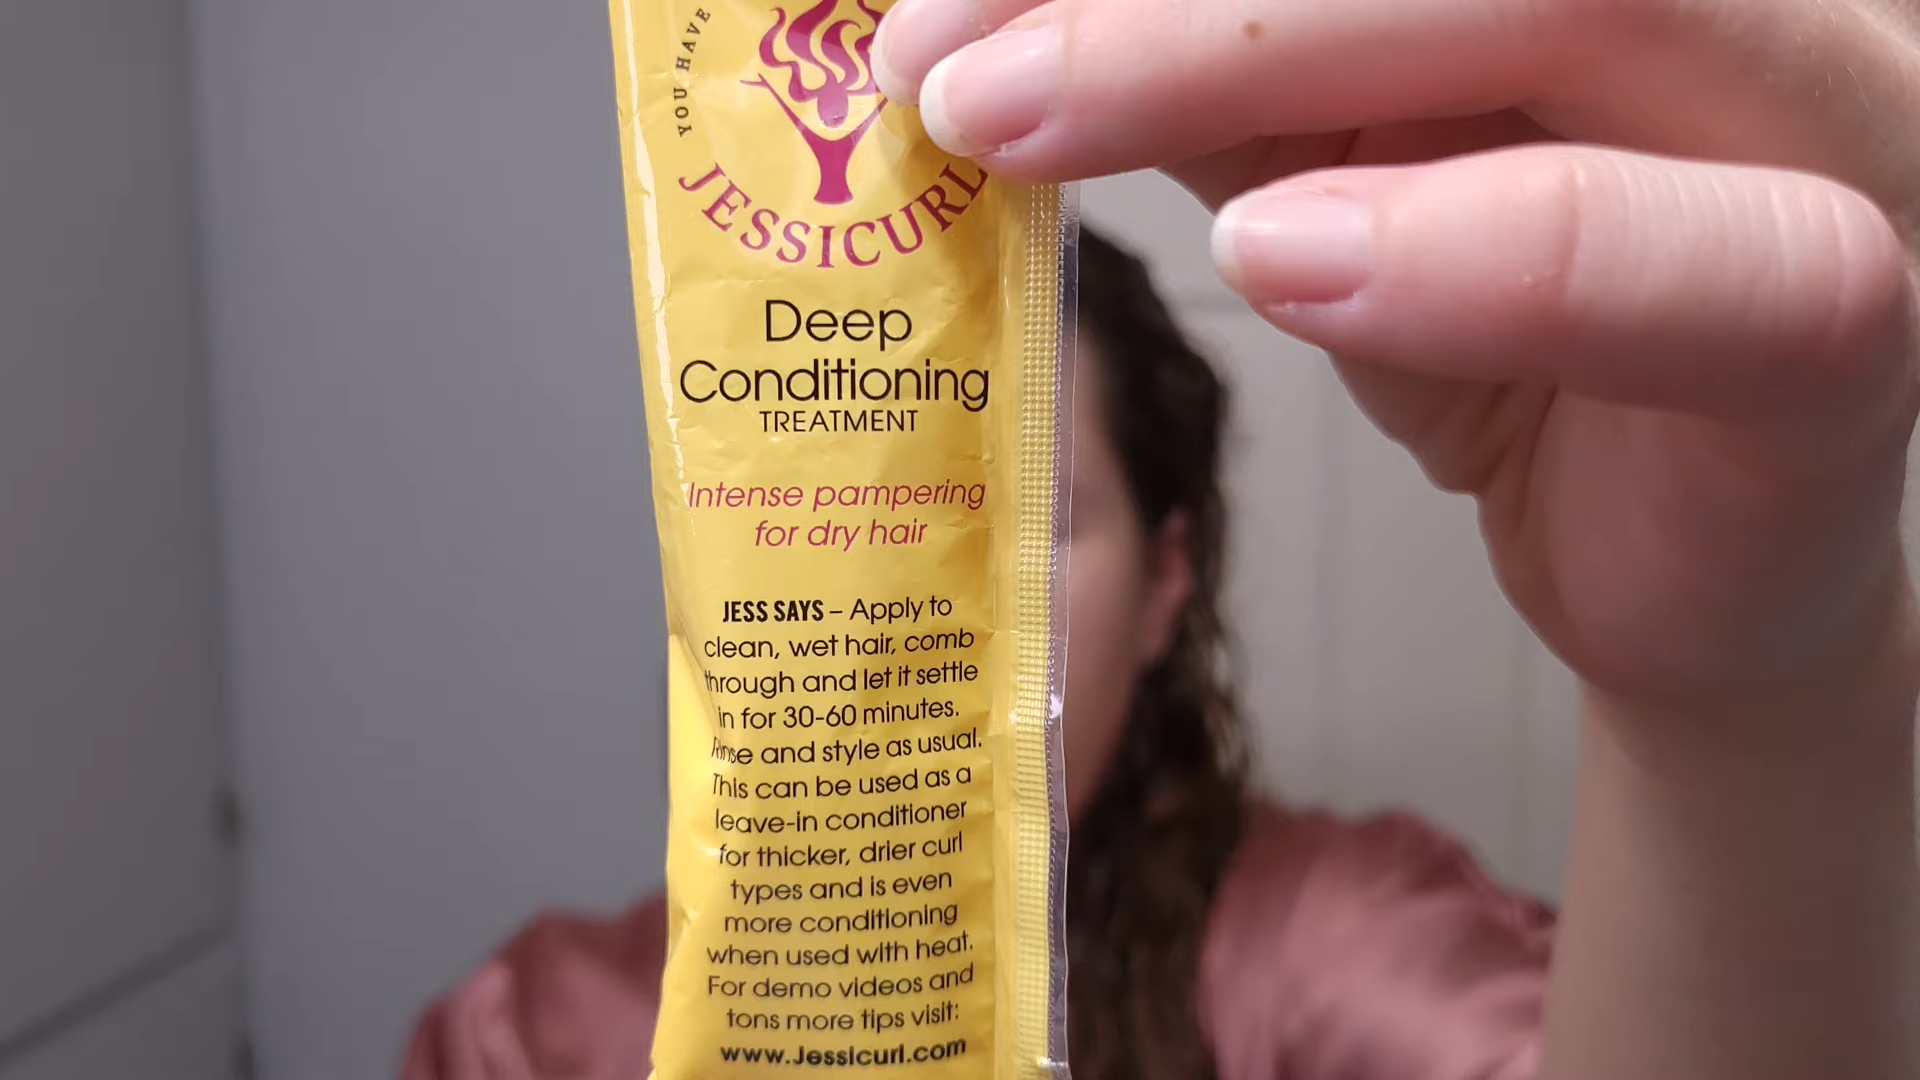 YOU HAVE
JESSICURL
Deep
Conditioning
TREATMENT
Intense pampering
for dry hair
JESS SAYS – Apply to
clean, wet hair, comb
through and let it settle
in for 30-60 minutes.
Rinse and style as usual.
This can be used as a
leave-in conditioner
for thicker, drier curl
types and is even
more conditioning
when used with heat.
For demo videos and
tons more tips visit:
www.Jessicurl.com